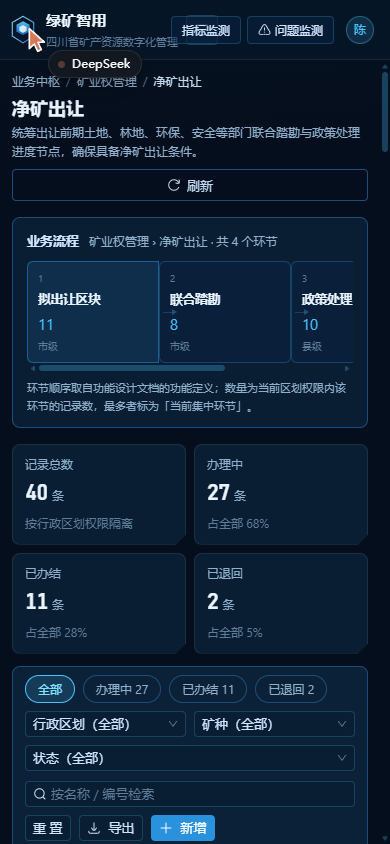 绿矿智用
四川省矿产资源数字化管理
指标监测
问题监测
陈
DeepSeek
业务中枢 / 矿业权管理 / 净矿出让
净矿出让
统筹出让前期土地、林地、环保、安全等部门联合踏勘与政策处理
进度节点，确保具备净矿出让条件。
刷新
业务流程 矿业权管理 › 净矿出让 · 共 4 个环节
1
拟出让区块
11
市级
2
联合踏勘
8
市级
3
政策处理
10
县级
环节顺序取自功能设计文档的功能定义；数量为当前区划权限内该
环节的记录数，最多者标为「当前集中环节」。
记录总数
40 条
按行政区划权限隔离
办理中
27 条
占全部 68%
已办结
11 条
占全部 28%
已退回
2 条
占全部 5%
全部
办理中 27
已办结 11
已退回 2
行政区划（全部）
矿种（全部）
状态（全部）
按名称 / 编号检索
重 置
导出
新增